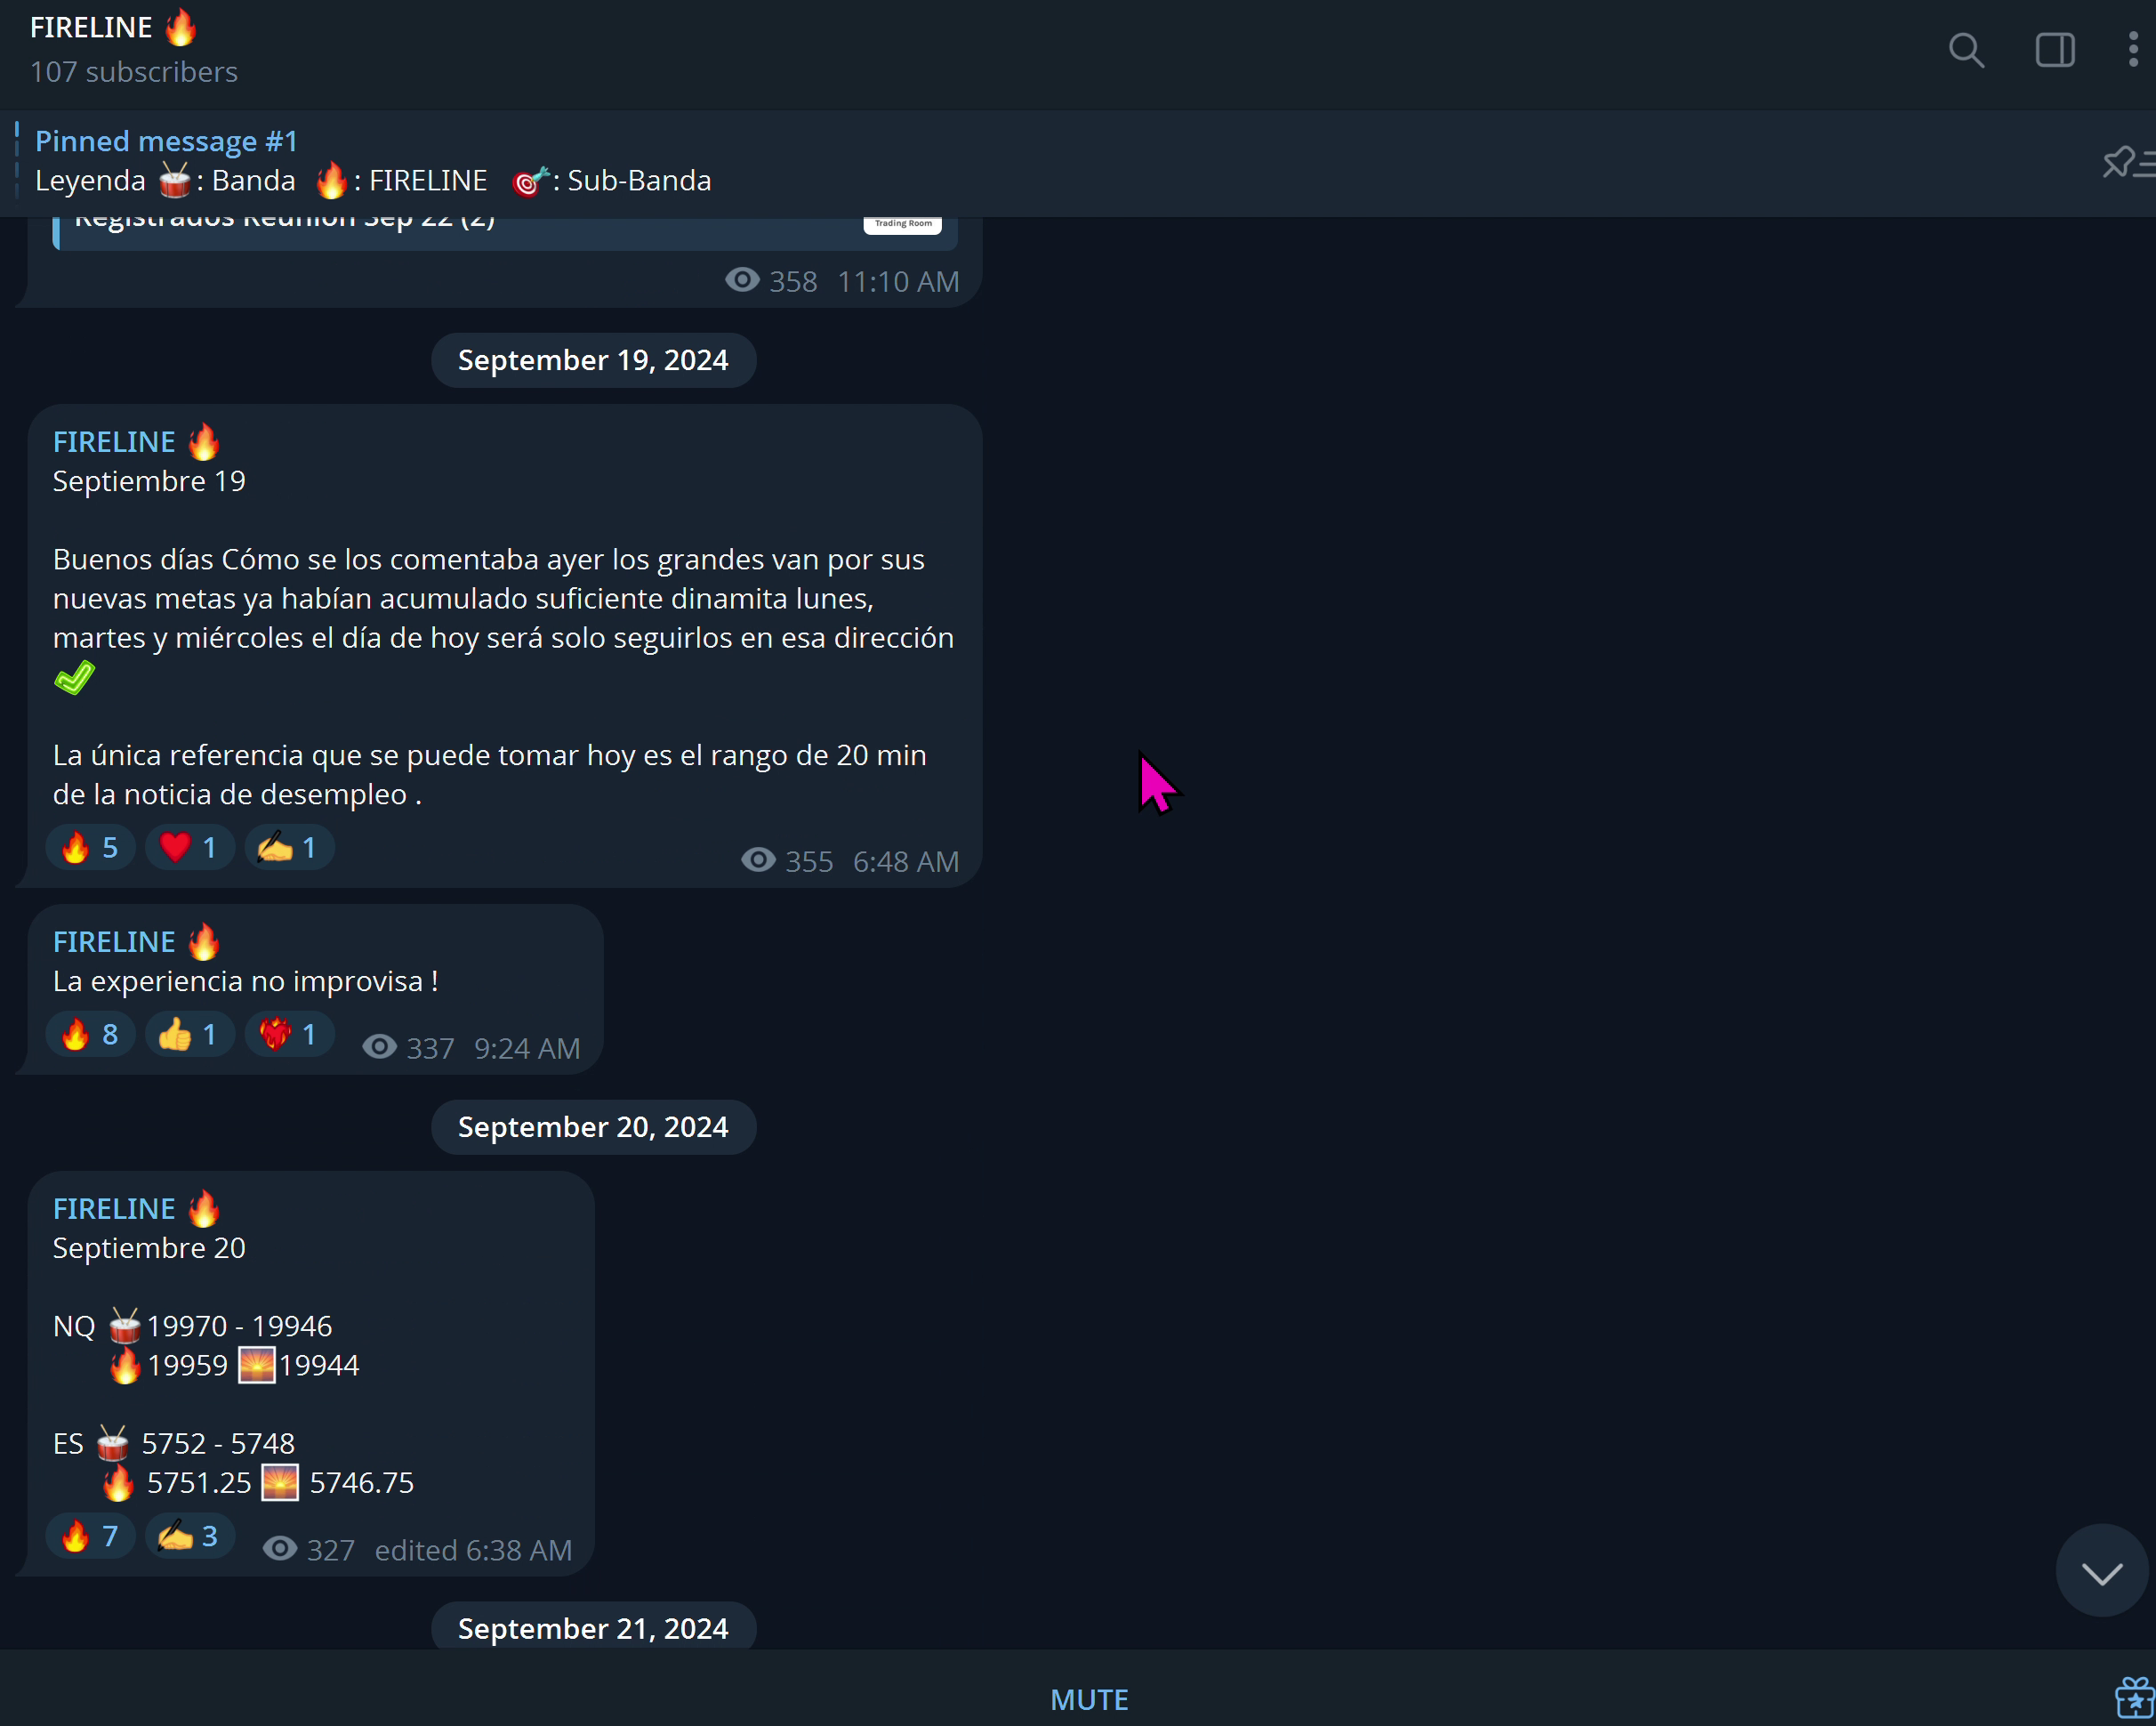 FIRELINE 🔥
107 subscribers
Pinned message #1
Leyenda 🥁: Banda 🔥: FIRELINE 🎯: Sub-Banda
Registrados Reunion Sep 22 (2)
Trading Room
358 11:10 AM
September 19, 2024
FIRELINE 🔥
Septiembre 19
Buenos días Cómo se los comentaba ayer los grandes van por sus
nuevas metas ya habían acumulado suficiente dinamita lunes,
martes y miércoles el día de hoy será solo seguirlos en esa dirección
✅
La única referencia que se puede tomar hoy es el rango de 20 min
de la noticia de desempleo .
🔥 5 ❤️ 1 ✍️ 1 355 6:48 AM
FIRELINE 🔥
La experiencia no improvisa !
🔥 8 👍 1 ❤️‍🔥 1 337 9:24 AM
September 20, 2024
FIRELINE 🔥
Septiembre 20
NQ 🥁19970 - 19946
🔥19959 🌅19944
ES 🥁 5752 - 5748
🔥 5751.25 🌅 5746.75
🔥 7 ✍️ 3 327 edited 6:38 AM
September 21, 2024
MUTE